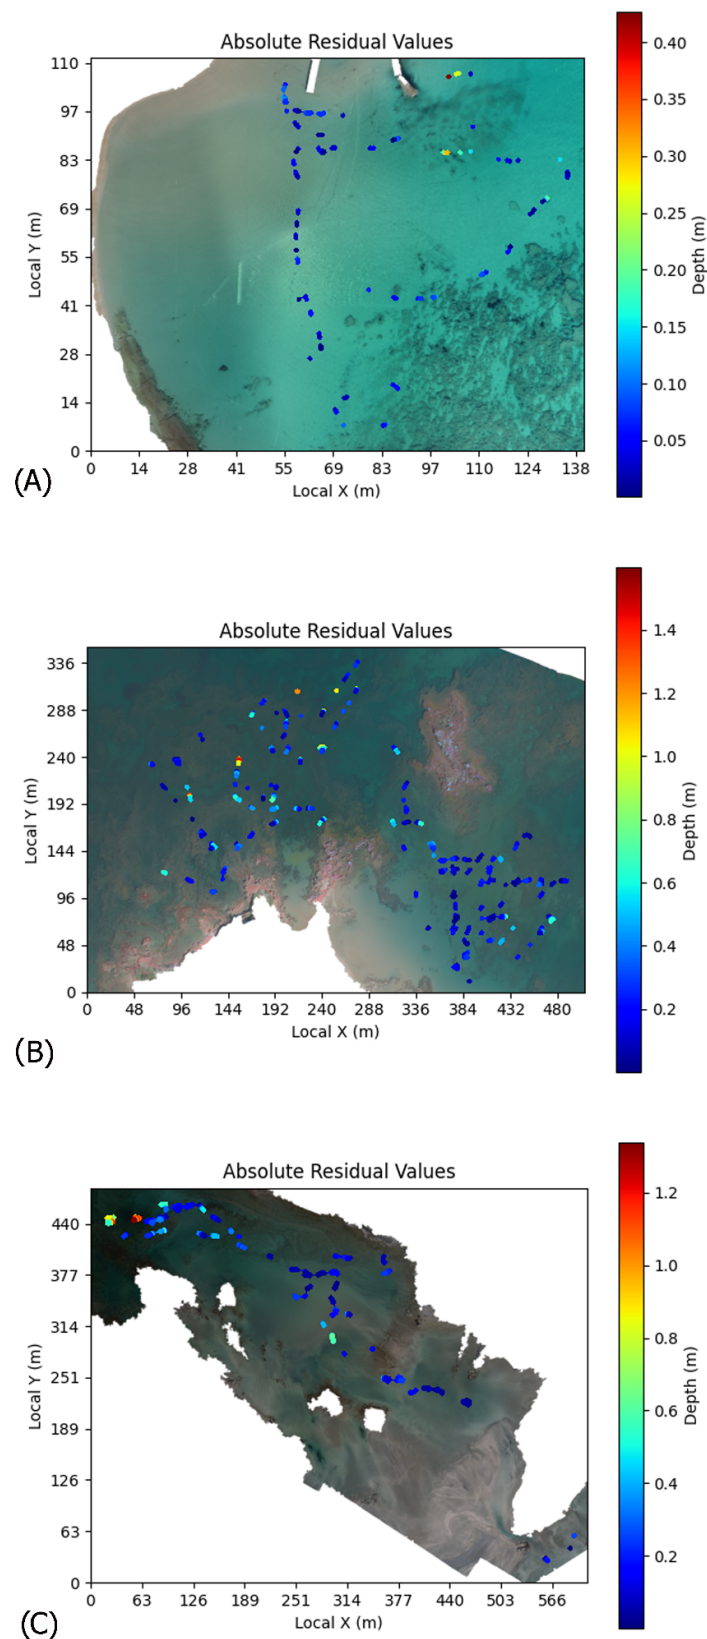 Absolute Residual Values
110
97
83
69
55
41
28
14
0
Local Y (m)
0 14 28 41 55 69 83 97 110 124 138
Local X (m)
0.40
0.35
0.30
0.25
0.20
0.15
0.10
0.05
Depth (m)
(A)
Absolute Residual Values
336
288
240
192
144
96
48
0
Local Y (m)
0 48 96 144 192 240 288 336 384 432 480
Local X (m)
1.4
1.2
1.0
0.8
0.6
0.4
0.2
Depth (m)
(B)
Absolute Residual Values
440
377
314
251
189
126
63
0
Local Y (m)
0 63 126 189 251 314 377 440 503 566
Local X (m)
1.2
1.0
0.8
0.6
0.4
0.2
Depth (m)
(C)